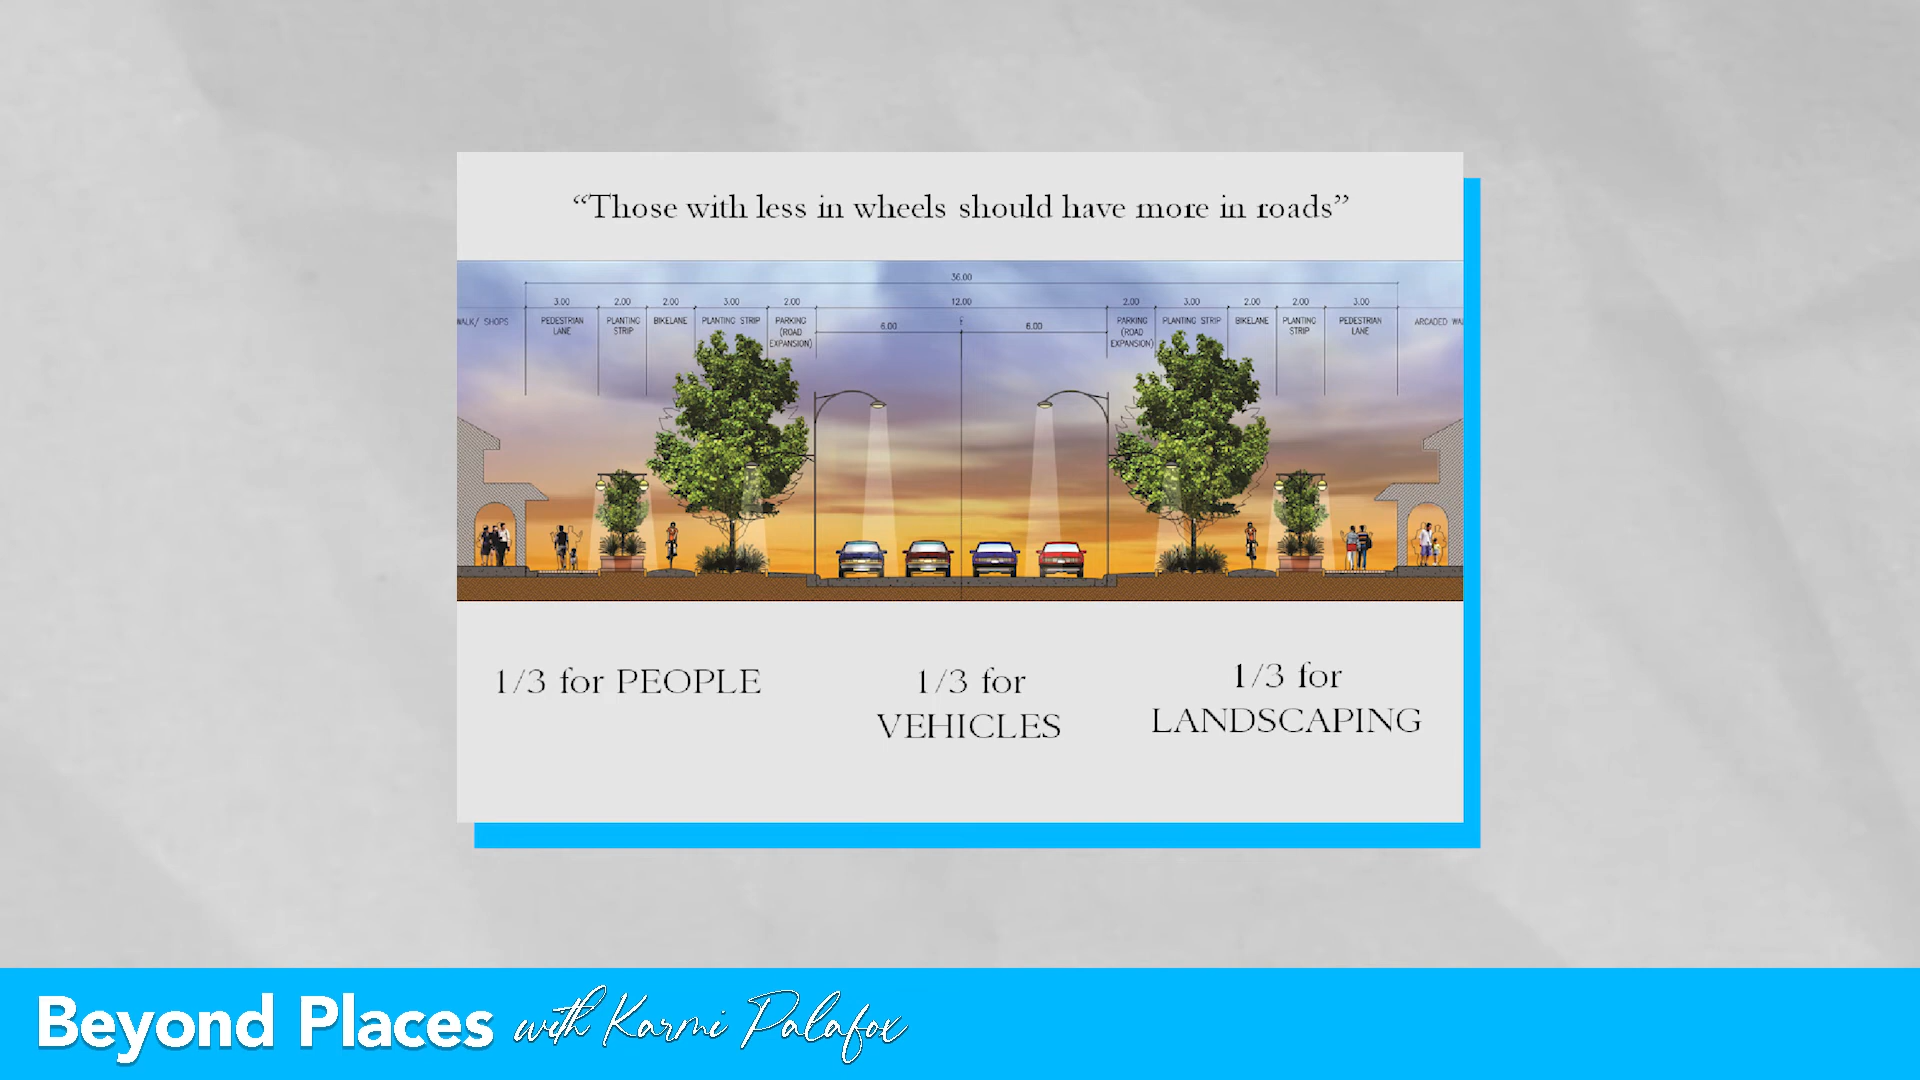 “Those with less in wheels should have more in roads”
36.00
3.00 2.00 2.00 3.00 2.00 12.00 2.00 3.00 2.00 2.00 3.00
WALK/ SHOPS PEDESTRIAN LANE PLANTING STRIP BIKELANE PLANTING STRIP PARKING (ROAD EXPANSION) 6.00 6.00 PARKING (ROAD EXPANSION) PLANTING STRIP BIKELANE PLANTING STRIP PEDESTRIAN LANE ARCADED
1/3 for PEOPLE
1/3 for
VEHICLES
1/3 for
LANDSCAPING
Beyond Places with Karmi Palafox